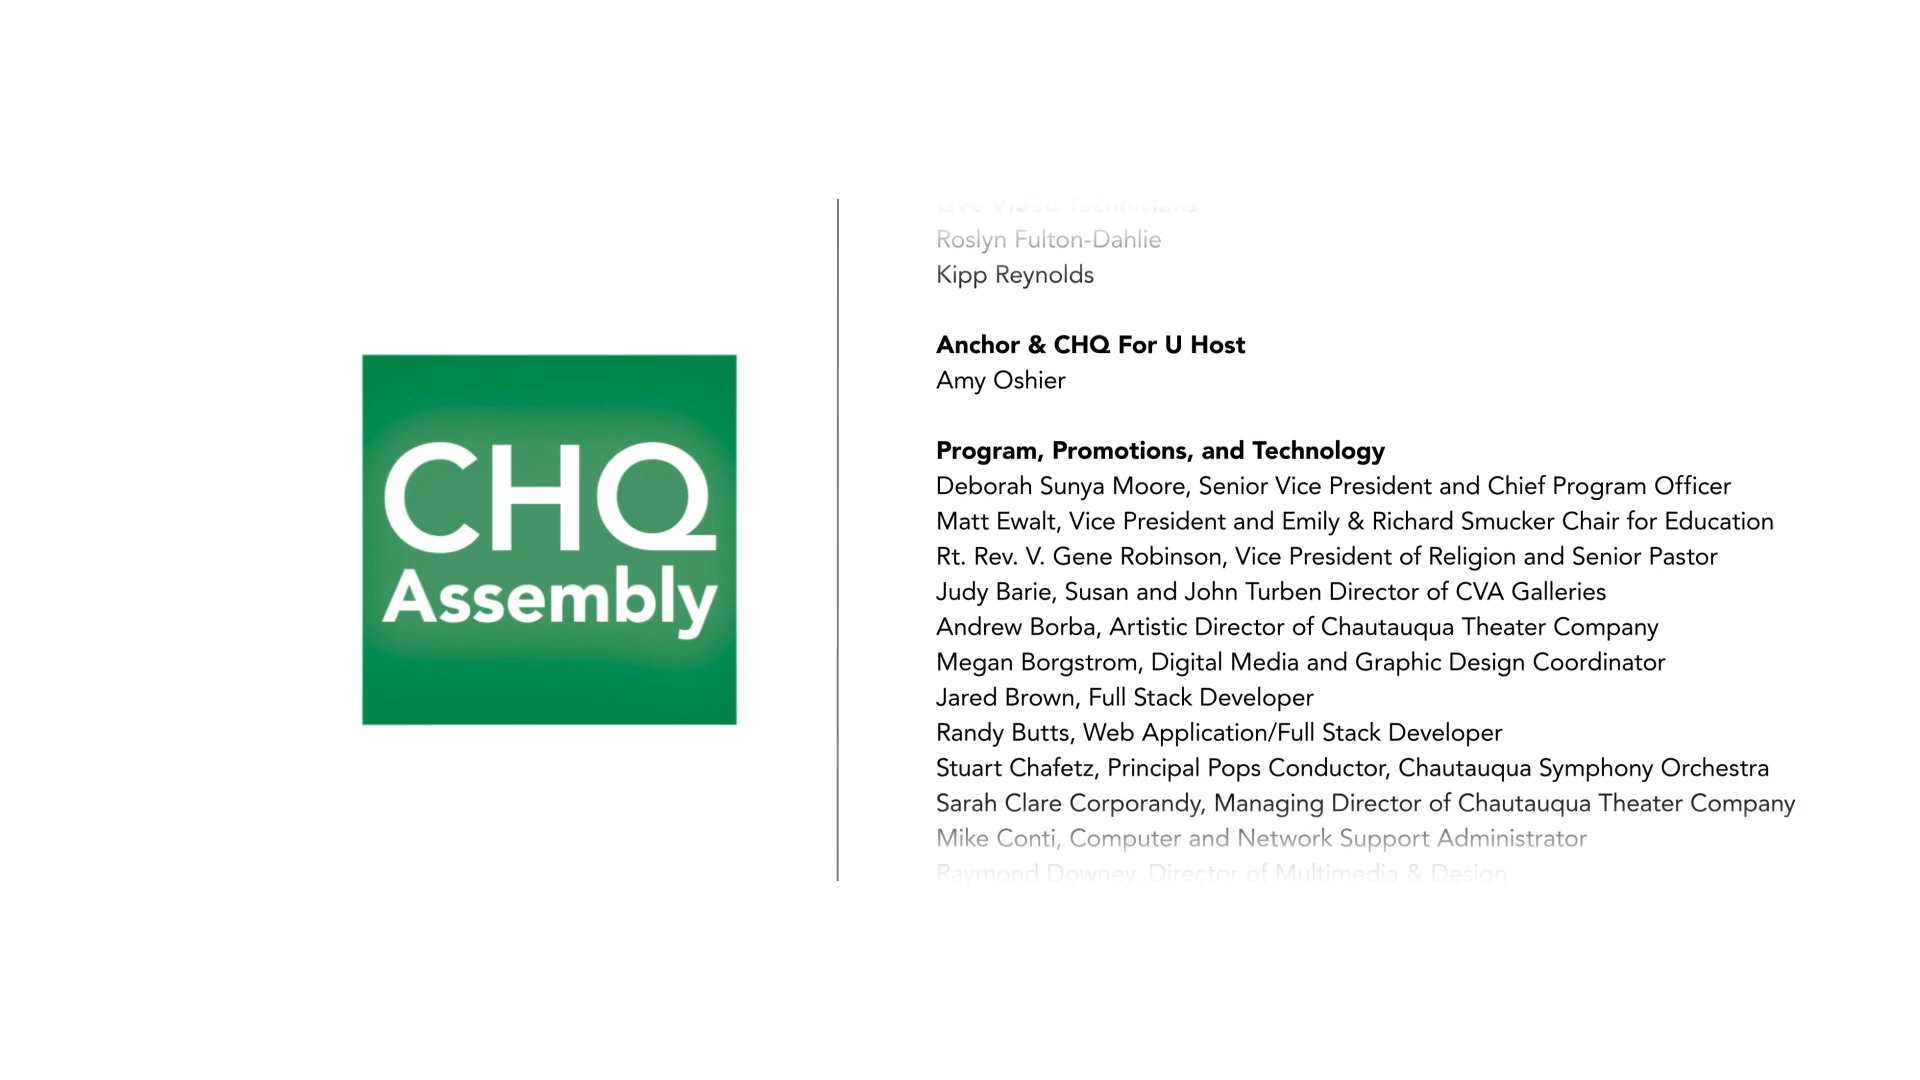 CHQ
Assembly
Live Video Technicians
Roslyn Fulton-Dahlie
Kipp Reynolds
Anchor & CHQ For U Host
Amy Oshier
Program, Promotions, and Technology
Deborah Sunya Moore, Senior Vice President and Chief Program Officer
Matt Ewalt, Vice President and Emily & Richard Smucker Chair for Education
Rt. Rev. V. Gene Robinson, Vice President of Religion and Senior Pastor
Judy Barie, Susan and John Turben Director of CVA Galleries
Andrew Borba, Artistic Director of Chautauqua Theater Company
Megan Borgstrom, Digital Media and Graphic Design Coordinator
Jared Brown, Full Stack Developer
Randy Butts, Web Application/Full Stack Developer
Stuart Chafetz, Principal Pops Conductor, Chautauqua Symphony Orchestra
Sarah Clare Corporandy, Managing Director of Chautauqua Theater Company
Mike Conti, Computer and Network Support Administrator
Raymond Downey, Director of Multimedia & Design